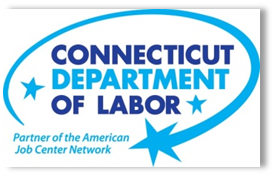 CONNECTICUT
DEPARTMENT
OF LABOR
Partner of the American
Job Center Network